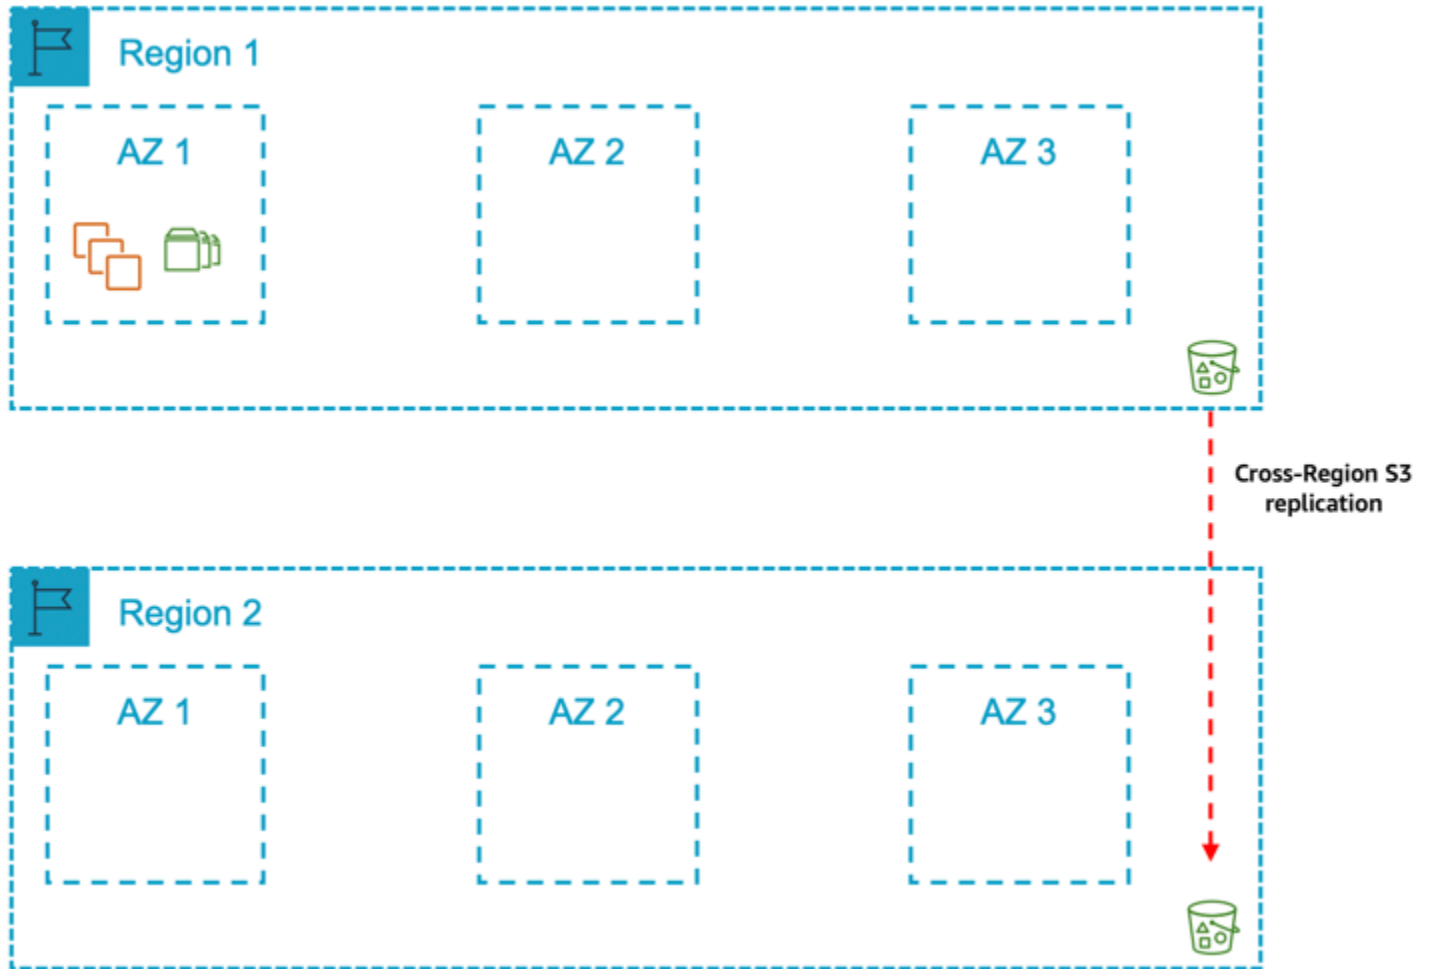 Region 1
AZ 1
AZ 2
AZ 3
Cross-Region S3
replication
Region 2
AZ 1
AZ 2
AZ 3